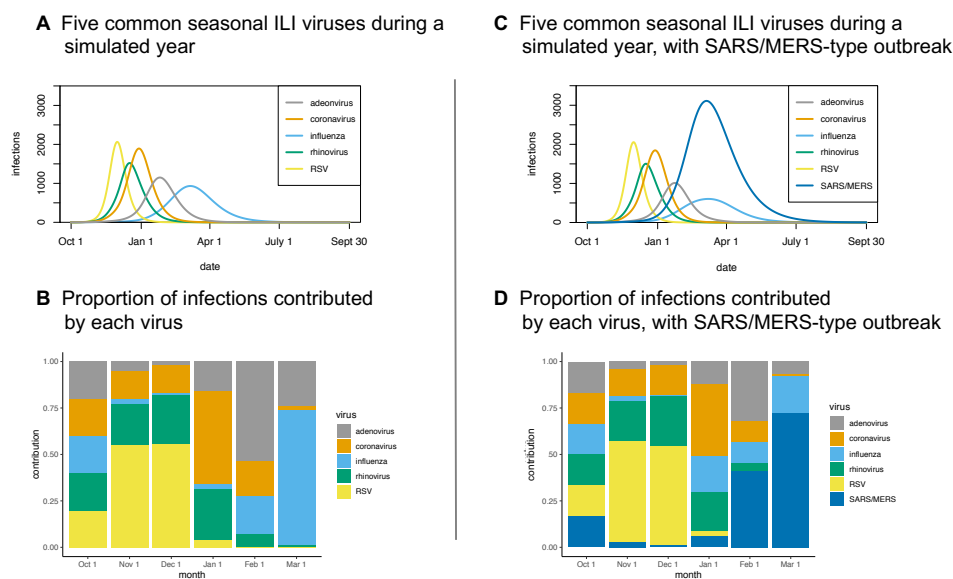 A Five common seasonal ILI viruses during a
simulated year
infections
3000
2000
1000
0
adeonvirus
coronavirus
influenza
rhinovirus
RSV
Oct 1 Jan 1 Apr 1 July 1 Sept 30
date
B Proportion of infections contributed
by each virus
contribution
1.00
0.75
0.50
0.25
0.00
virus
adenovirus
coronavirus
influenza
rhinovirus
RSV
Oct 1 Nov 1 Dec 1 Jan 1 Feb 1 Mar 1
month
C Five common seasonal ILI viruses during a
simulated year, with SARS/MERS-type outbreak
infections
3000
2000
1000
0
adeonvirus
coronavirus
influenza
rhinovirus
RSV
SARS/MERS
Oct 1 Jan 1 Apr 1 July 1 Sept 30
date
D Proportion of infections contributed
by each virus, with SARS/MERS-type outbreak
contribution
1.00
0.75
0.50
0.25
0.00
virus
adenovirus
coronavirus
influenza
rhinovirus
RSV
SARS/MERS
Oct 1 Nov 1 Dec 1 Jan 1 Feb 1 Mar 1
month